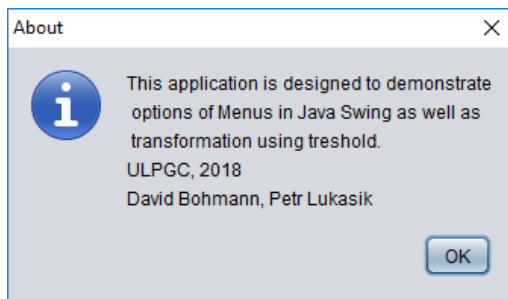 About
This application is designed to demonstrate
options of Menus in Java Swing as well as
transformation using treshold.
ULPGC, 2018
David Bohmann, Petr Lukasik
OK